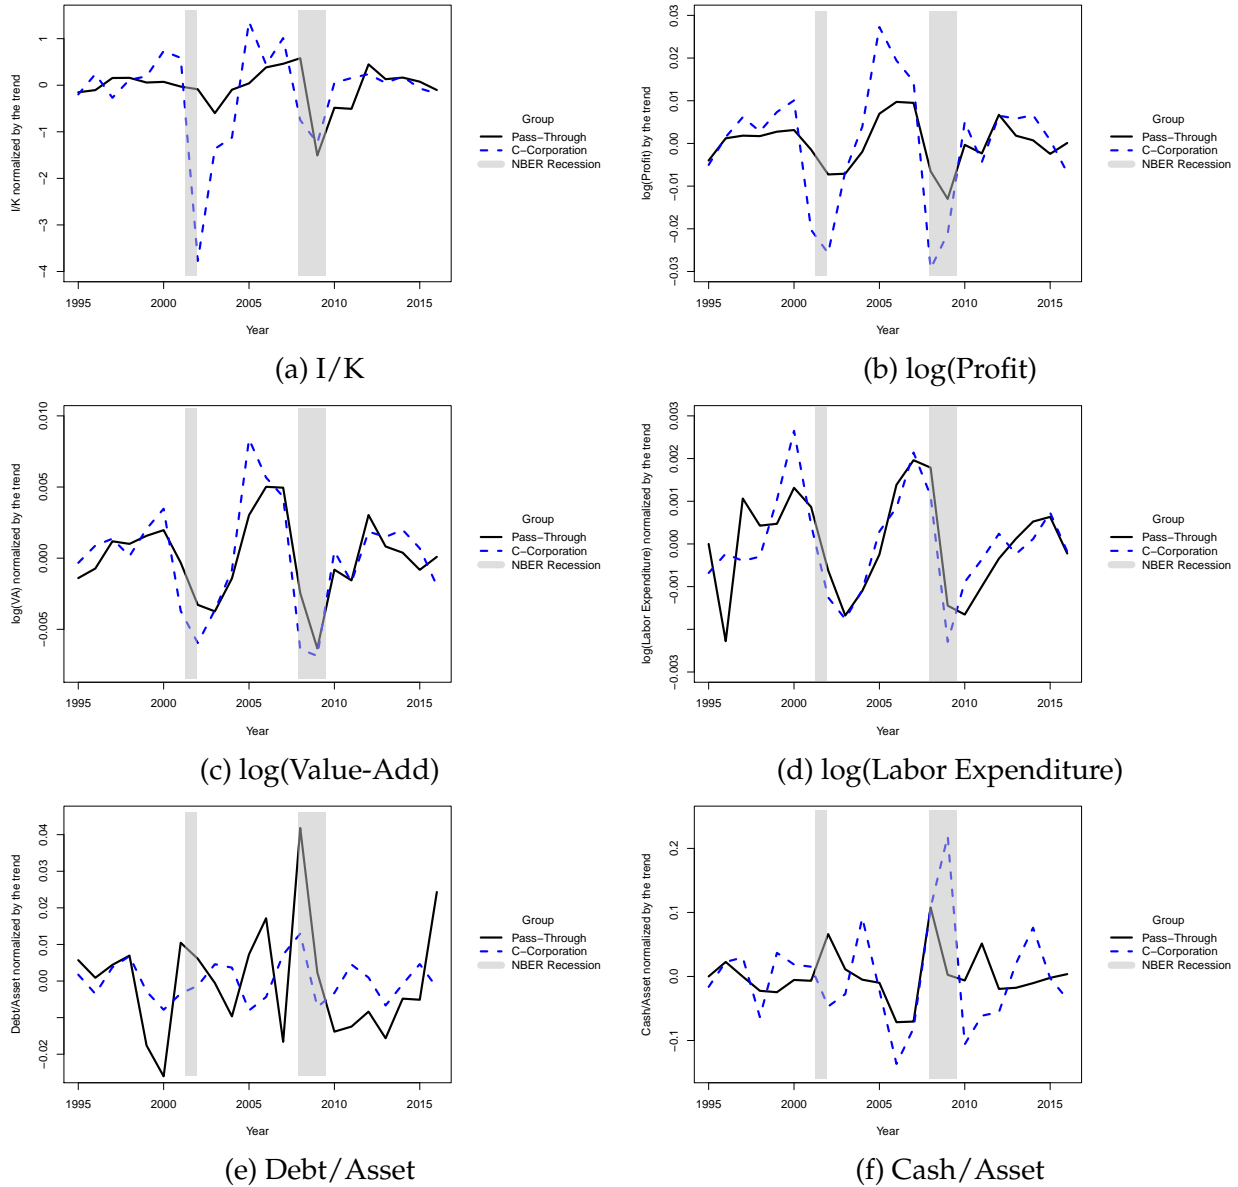 I/K normalized by the trend
1
0
−1
−2
−3
−4
1995 2000 2005 2010 2015
Year
Group
Pass−Through
C−Corporation
NBER Recession
(a) I/K
log(Profit) by the trend
0.03
0.01
0.00
−0.01
−0.03
1995 2000 2005 2010 2015
Year
Group
Pass−Through
C−Corporation
NBER Recession
(b) log(Profit)
log(VA) normalized by the trend
0.010
0.005
0.000
−0.005
1995 2000 2005 2010 2015
Year
Group
Pass−Through
C−Corporation
NBER Recession
(c) log(Value-Add)
log(Labor Expenditure) normalized by the trend
0.003
0.002
0.001
0.000
−0.001
−0.003
1995 2000 2005 2010 2015
Year
Group
Pass−Through
C−Corporation
NBER Recession
(d) log(Labor Expenditure)
Debt/Asset normalized by the trend
0.04
0.03
0.02
0.01
0.00
−0.02
1995 2000 2005 2010 2015
Year
Group
Pass−Through
C−Corporation
NBER Recession
(e) Debt/Asset
Cash/Asset normalized by the trend
0.2
0.1
0.0
−0.1
1995 2000 2005 2010 2015
Year
Group
Pass−Through
C−Corporation
NBER Recession
(f) Cash/Asset